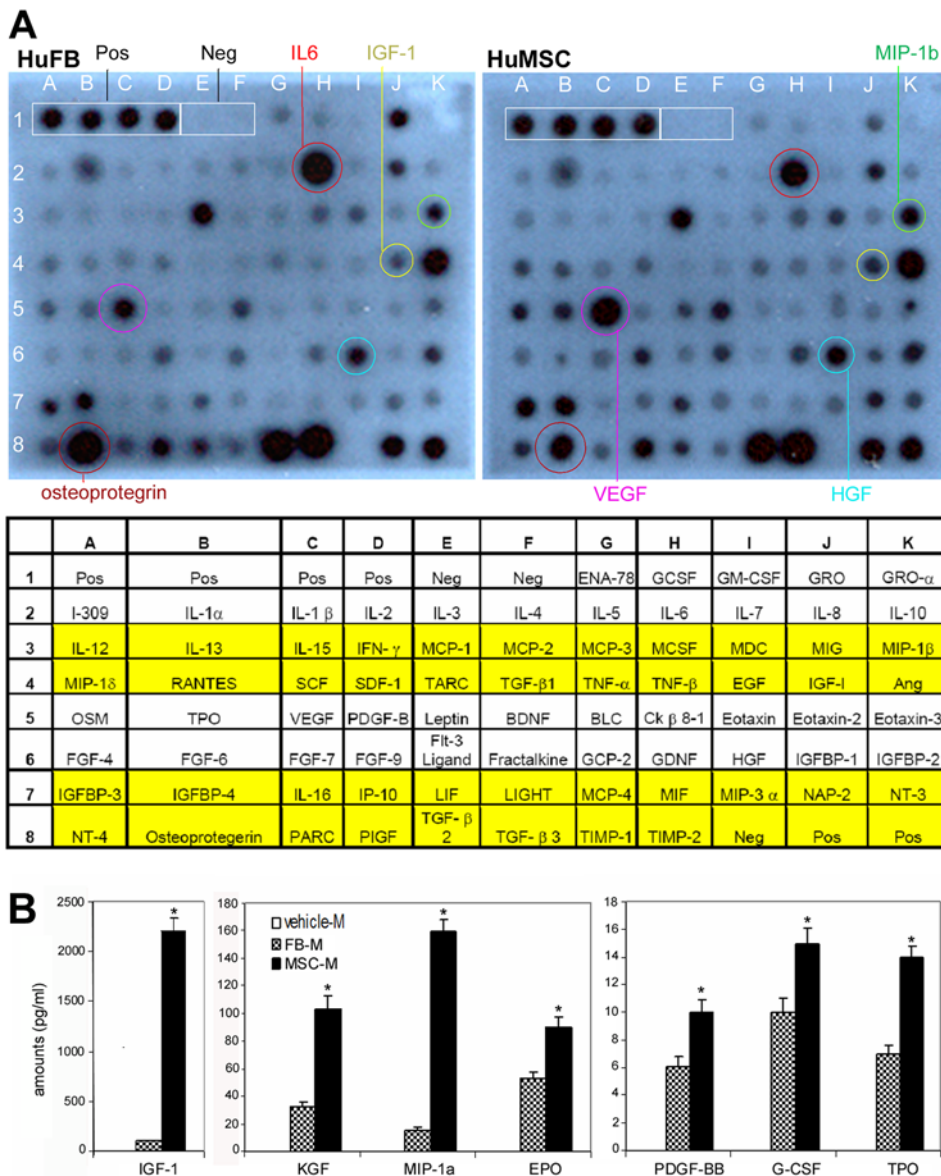 A
Pos Neg IL6 IGF-1 MIP-1b
HuFB HuMSC
A B C D E F G H I J K A B C D E F G H I J K
1
2
3
4
5
6
7
8
osteoprotegrin VEGF HGF
A B C D E F G H I J K
1 Pos Pos Pos Pos Neg Neg ENA-78 GCSF GM-CSF GRO GRO-α
2 I-309 IL-1α IL-1 β IL-2 IL-3 IL-4 IL-5 IL-6 IL-7 IL-8 IL-10
3 IL-12 IL-13 IL-15 IFN- γ MCP-1 MCP-2 MCP-3 MCSF MDC MIG MIP-1β
4 MIP-1δ RANTES SCF SDF-1 TARC TGF-β1 TNF-α TNF-β EGF IGF-I Ang
5 OSM TPO VEGF PDGF-B Leptin BDNF BLC Ck β 8-1 Eotaxin Eotaxin-2 Eotaxin-3
6 FGF-4 FGF-6 FGF-7 FGF-9 Flt-3 Ligand Fractalkine GCP-2 GDNF HGF IGFBP-1 IGFBP-2
7 IGFBP-3 IGFBP-4 IL-16 IP-10 LIF LIGHT MCP-4 MIF MIP-3 α NAP-2 NT-3
8 NT-4 Osteoprotegerin PARC PIGF TGF- β 2 TGF- β 3 TIMP-1 TIMP-2 Neg Pos Pos
B
amounts (pg/ml)
2500
2000
1500
1000
500
0
*
IGF-1
180
160
140
120
100
80
60
40
20
0
vehicle-M
FB-M
MSC-M
* * *
KGF MIP-1a EPO
18
16
14
12
10
8
6
4
2
0
* * *
PDGF-BB G-CSF TPO